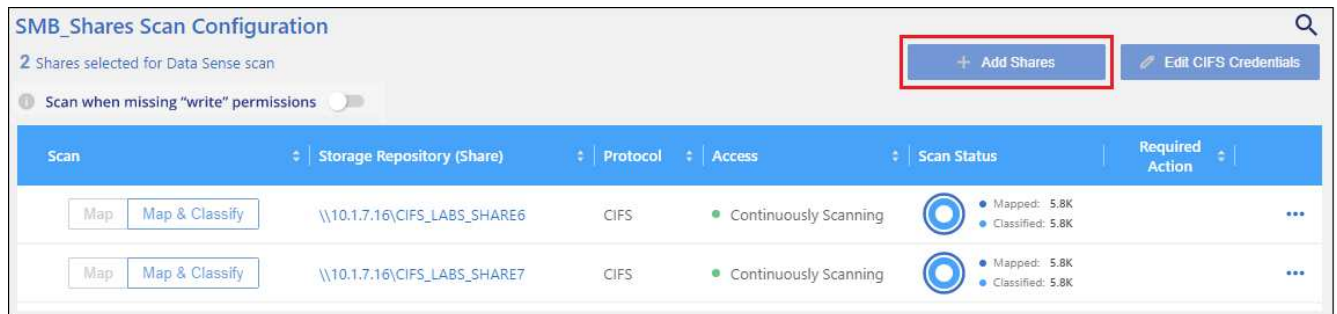 SMB_Shares Scan Configuration
2 Shares selected for Data Sense scan
+ Add Shares
Edit CIFS Credentials
Scan when missing "write" permissions
Scan Storage Repository (Share) Protocol Access Scan Status Required Action
Map Map & Classify \\10.1.7.16\CIFS_LABS_SHARE6 CIFS Continuously Scanning Mapped: 5.8K
Classified: 5.8K
Map Map & Classify \\10.1.7.16\CIFS_LABS_SHARE7 CIFS Continuously Scanning Mapped: 5.8K
Classified: 5.8K